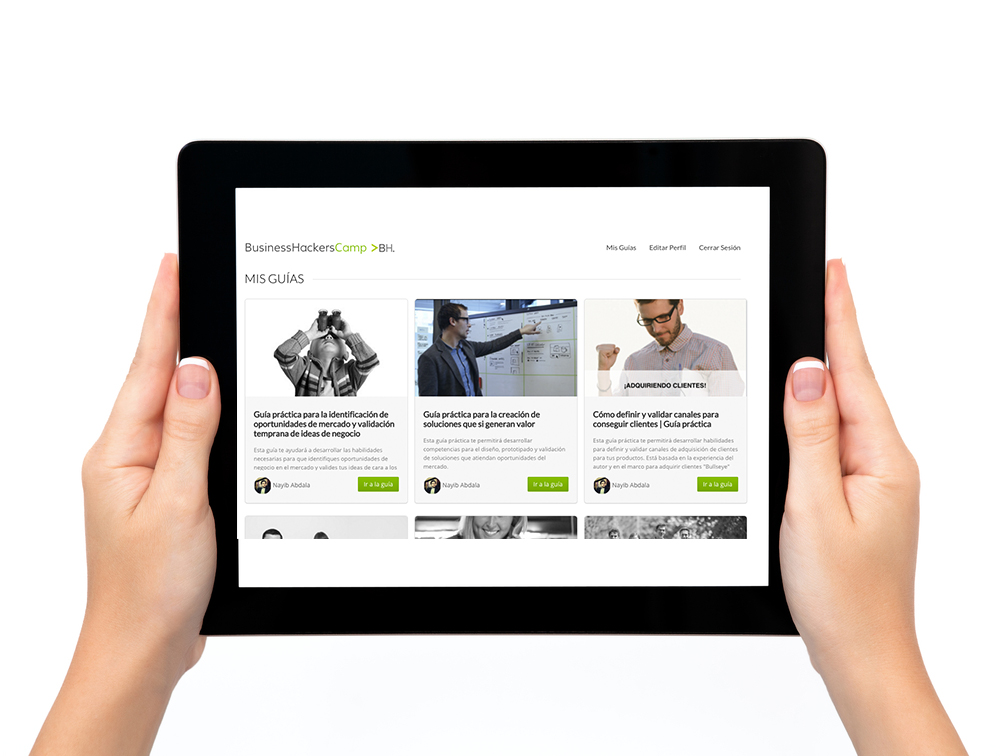 BusinessHackersCamp >BH.
Mis Guías Editar Perfil Cerrar Sesión
MIS GUÍAS
¡ADQUIRIENDO CLIENTES!
Guía práctica para la identificación de
oportunidades de mercado y validación
temprana de ideas de negocio
Esta guía te ayudará a desarrollar las habilidades
necesarias para que identifiques oportunidades de
negocio en el mercado y valides tus ideas de cara a los
Nayib Abdala
Ir a la guía
Guía práctica para la creación de
soluciones que si generan valor
Esta guía práctica te permitirá desarrollar
competencias para el diseño, prototipado y validación
de soluciones que atiendan oportunidades del
mercado.
Nayib Abdala
Ir a la guía
Cómo definir y validar canales para
conseguir clientes | Guía práctica
Esta guía práctica te permitirá desarrollar habilidades
para definir y validar canales de adquisición de clientes
para tus productos. Está basada en la experiencia del
autor y en el marco para adquirir clientes "Bullseye"
Nayib Abdala
Ir a la guía